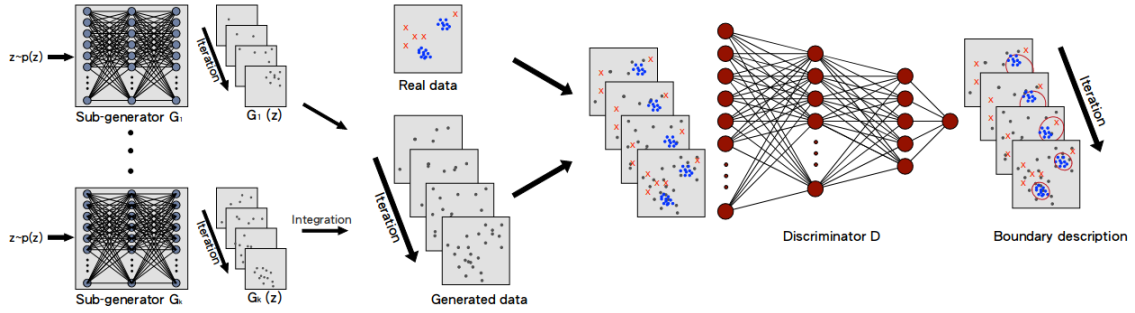 z~p(z)
Sub-generator G₁
Iteration
G₁ (z)
z~p(z)
Sub-generator Gₖ
Iteration
Gₖ (z)
Integration
Real data
Iteration
Generated data
Discriminator D
Iteration
Boundary description